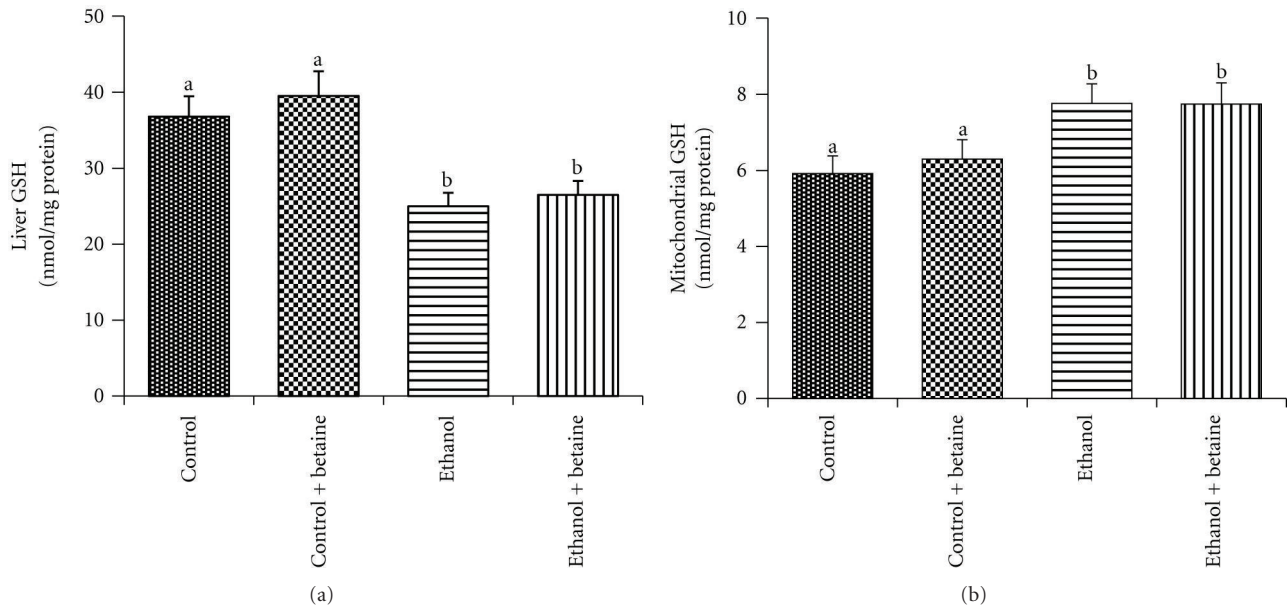 50
40
30
20
10
0
Liver GSH
(nmol/mg protein)
a
a
b
b
Control
Control + betaine
Ethanol
Ethanol + betaine
(a)
10
8
6
4
2
0
Mitochondrial GSH
(nmol/mg protein)
a
a
b
b
Control
Control + betaine
Ethanol
Ethanol + betaine
(b)